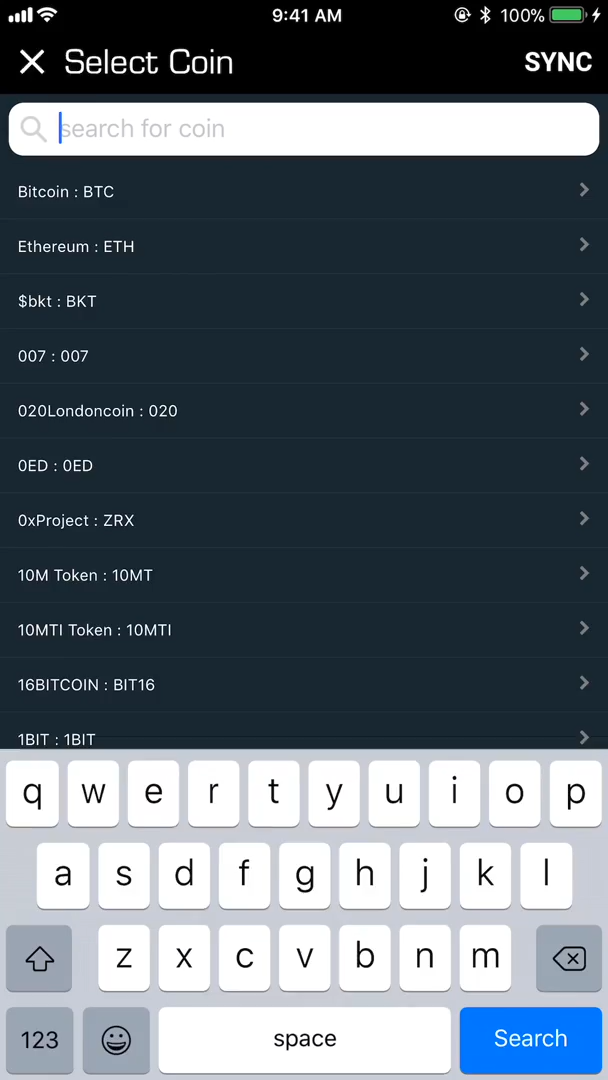 9:41 AM 100%
Select Coin SYNC
search for coin
Bitcoin : BTC
Ethereum : ETH
$bkt : BKT
007 : 007
020Londoncoin : 020
0ED : 0ED
0xProject : ZRX
10M Token : 10MT
10MTI Token : 10MTI
16BITCOIN : BIT16
1BIT : 1BIT
q w e r t y u i o p
a s d f g h j k l
z x c v b n m
123 space Search